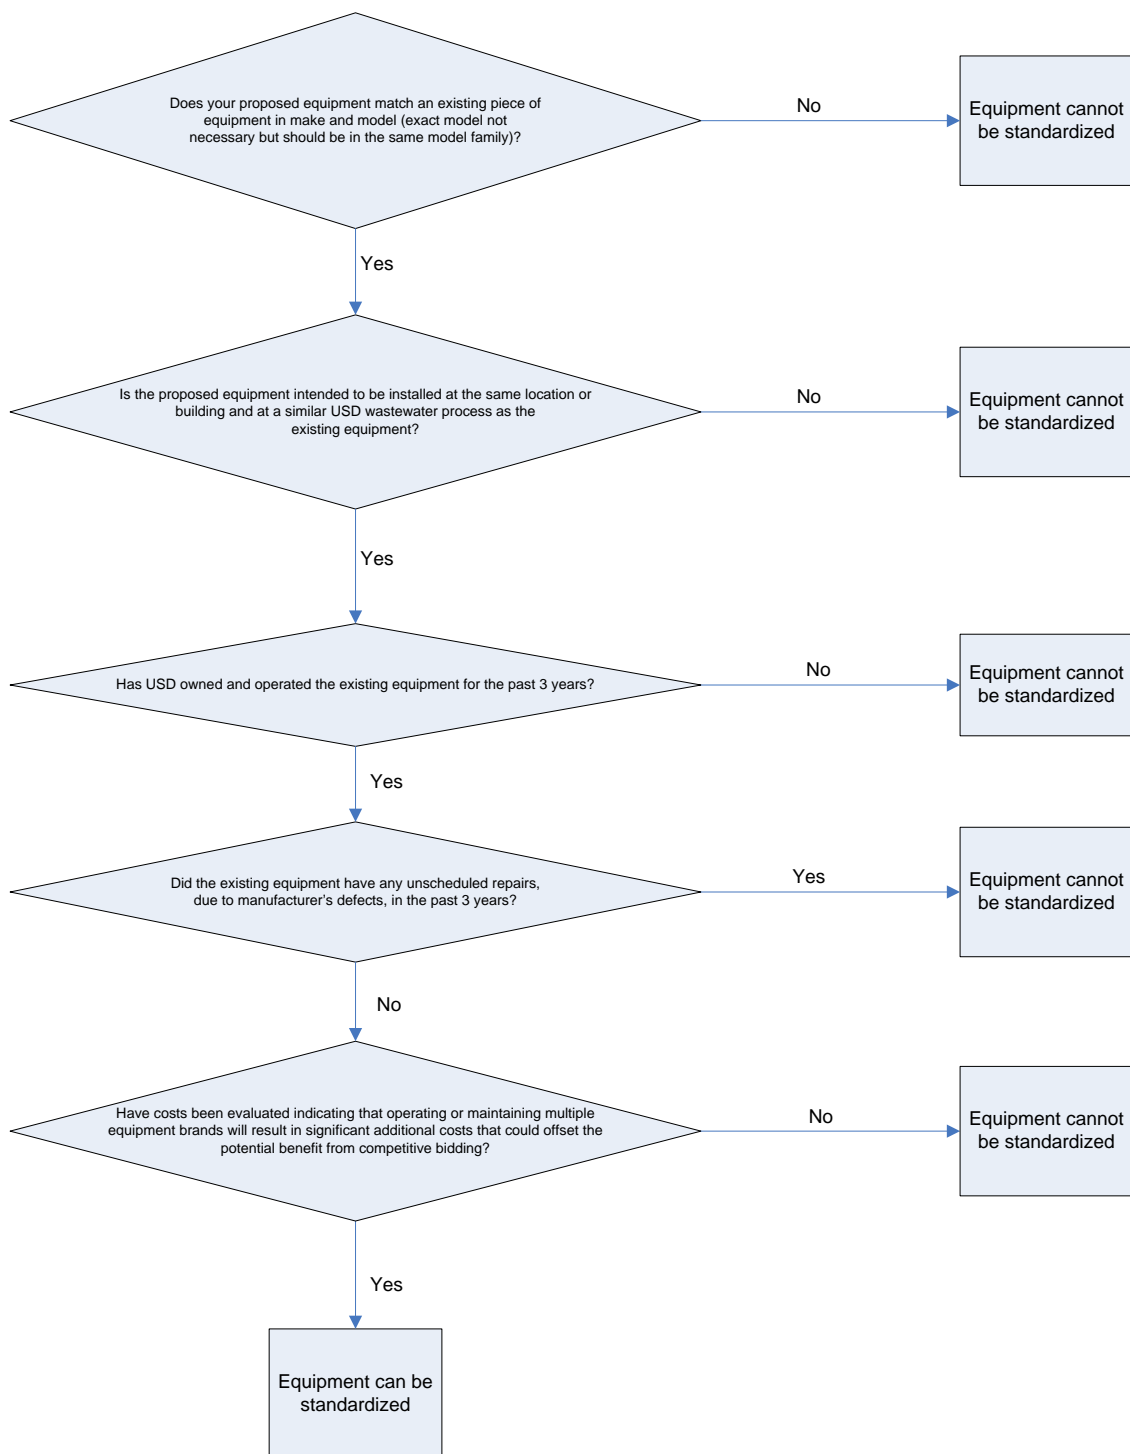 Does your proposed equipment match an existing piece of
equipment in make and model (exact model not
necessary but should be in the same model family)?
No
Equipment cannot
be standardized
Yes
Is the proposed equipment intended to be installed at the same location or
building and at a similar USD wastewater process as the
existing equipment?
No
Equipment cannot
be standardized
Yes
Has USD owned and operated the existing equipment for the past 3 years?
No
Equipment cannot
be standardized
Yes
Did the existing equipment have any unscheduled repairs,
due to manufacturer’s defects, in the past 3 years?
Yes
Equipment cannot
be standardized
No
Have costs been evaluated indicating that operating or maintaining multiple
equipment brands will result in significant additional costs that could offset the
potential benefit from competitive bidding?
No
Equipment cannot
be standardized
Yes
Equipment can be
standardized